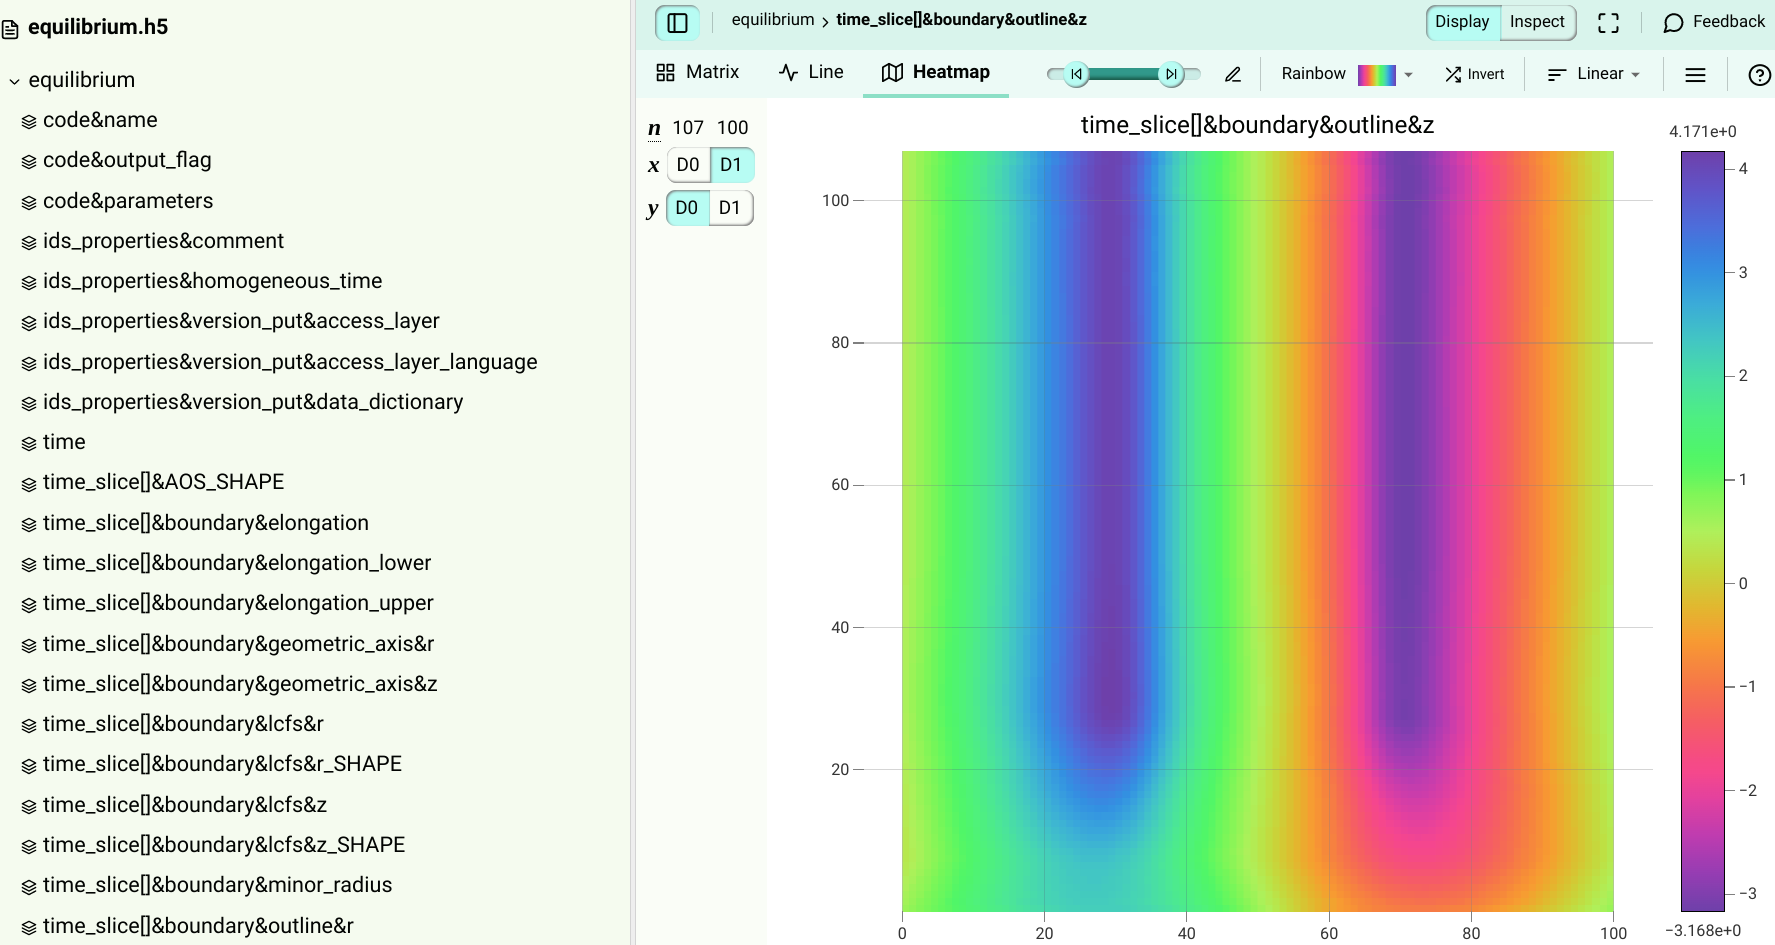 equilibrium.h5
equilibrium
code&name
code&output_flag
code&parameters
ids_properties&comment
ids_properties&homogeneous_time
ids_properties&version_put&access_layer
ids_properties&version_put&access_layer_language
ids_properties&version_put&data_dictionary
time
time_slice[]&AOS_SHAPE
time_slice[]&boundary&elongation
time_slice[]&boundary&elongation_lower
time_slice[]&boundary&elongation_upper
time_slice[]&boundary&geometric_axis&r
time_slice[]&boundary&geometric_axis&z
time_slice[]&boundary&lcfs&r
time_slice[]&boundary&lcfs&r_SHAPE
time_slice[]&boundary&lcfs&z
time_slice[]&boundary&lcfs&z_SHAPE
time_slice[]&boundary&minor_radius
time_slice[]&boundary&outline&r
equilibrium › time_slice[]&boundary&outline&z
Display Inspect Feedback
Matrix Line Heatmap Rainbow Invert Linear
n 107 100
x D0 D1
y D0 D1
time_slice[]&boundary&outline&z
100
80
60
40
20
0 20 40 60 80 100
4.171e+0
4
3
2
1
0
−1
−2
−3
−3.168e+0